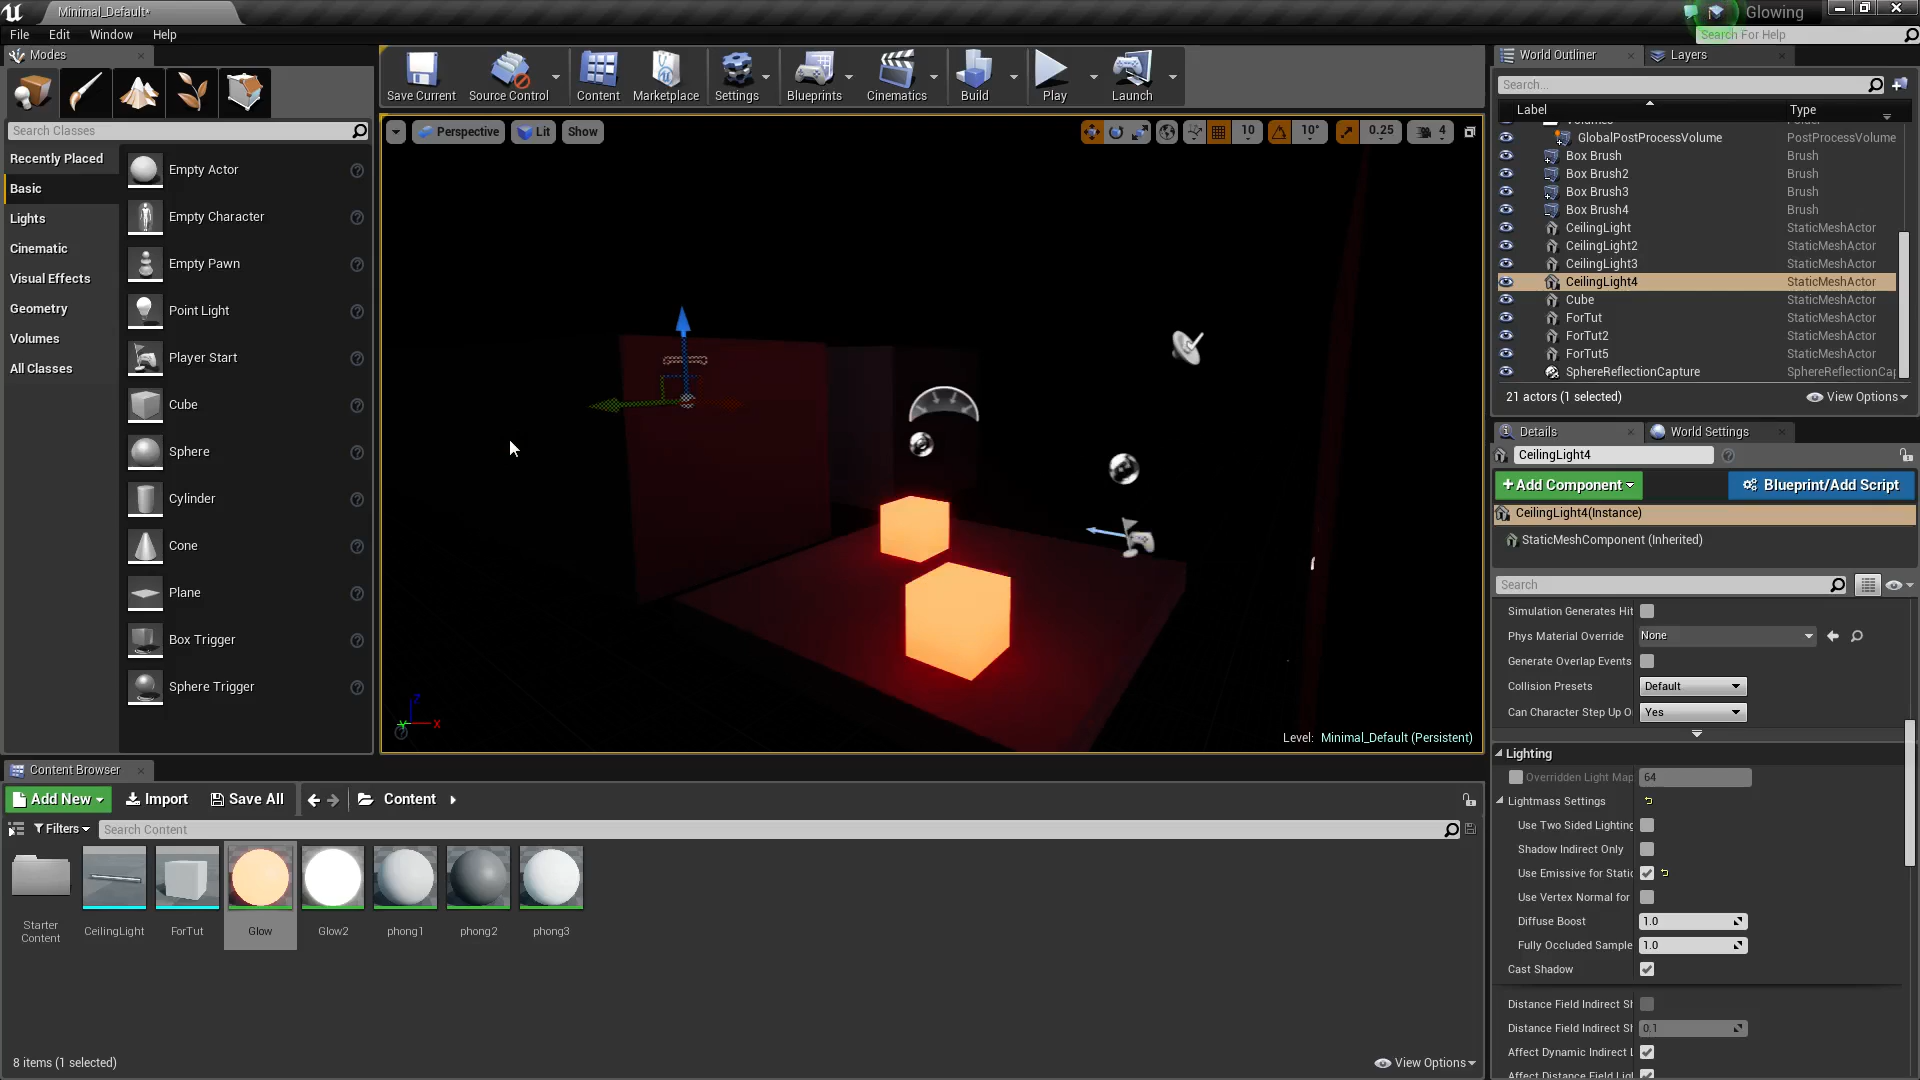 Minimal_Default*
Glowing
File Edit Window Help
Search For Help
Modes
Save Current
Source Control
Content
Marketplace
Settings
Blueprints
Cinematics
Build
Play
Launch
Search Classes
Recently Placed
Basic
Lights
Cinematic
Visual Effects
Geometry
Volumes
All Classes
Empty Actor
Empty Character
Empty Pawn
Point Light
Player Start
Cube
Sphere
Cylinder
Cone
Plane
Box Trigger
Sphere Trigger
Perspective Lit Show
10 10° 0.25 4
Z
Y X
Level: Minimal_Default (Persistent)
World Outliner Layers
Search...
Label Type
Volumes Folder
GlobalPostProcessVolume PostProcessVolume
Box Brush Brush
Box Brush2 Brush
Box Brush3 Brush
Box Brush4 Brush
CeilingLight StaticMeshActor
CeilingLight2 StaticMeshActor
CeilingLight3 StaticMeshActor
CeilingLight4 StaticMeshActor
Cube StaticMeshActor
ForTut StaticMeshActor
ForTut2 StaticMeshActor
ForTut5 StaticMeshActor
SphereReflectionCapture SphereReflectionCap
21 actors (1 selected) View Options
Details World Settings
CeilingLight4
+Add Component Blueprint/Add Script
CeilingLight4(Instance)
StaticMeshComponent (Inherited)
Search
Simulation Generates Hit
Phys Material Override None
Generate Overlap Events
Collision Presets Default
Can Character Step Up O Yes
Lighting
Overridden Light Map 64
Lightmass Settings
Use Two Sided Lighting
Shadow Indirect Only
Use Emissive for Static
Use Vertex Normal for
Diffuse Boost 1.0
Fully Occluded Sample 1.0
Cast Shadow
Distance Field Indirect Sh
Distance Field Indirect Sh 0.1
Affect Dynamic Indirect L
Affect Distance Field Ligh
Content Browser
Add New Import Save All Content
Filters Search Content
Starter Content
CeilingLight
ForTut
Glow
Glow2
phong1
phong2
phong3
8 items (1 selected) View Options